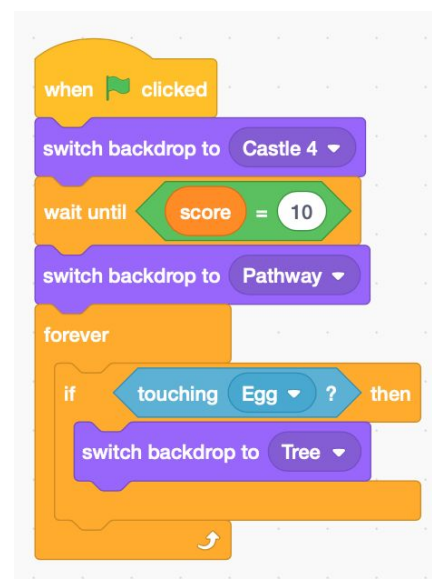 when clicked
switch backdrop to Castle 4
wait until score = 10
switch backdrop to Pathway
forever
if touching Egg ? then
switch backdrop to Tree